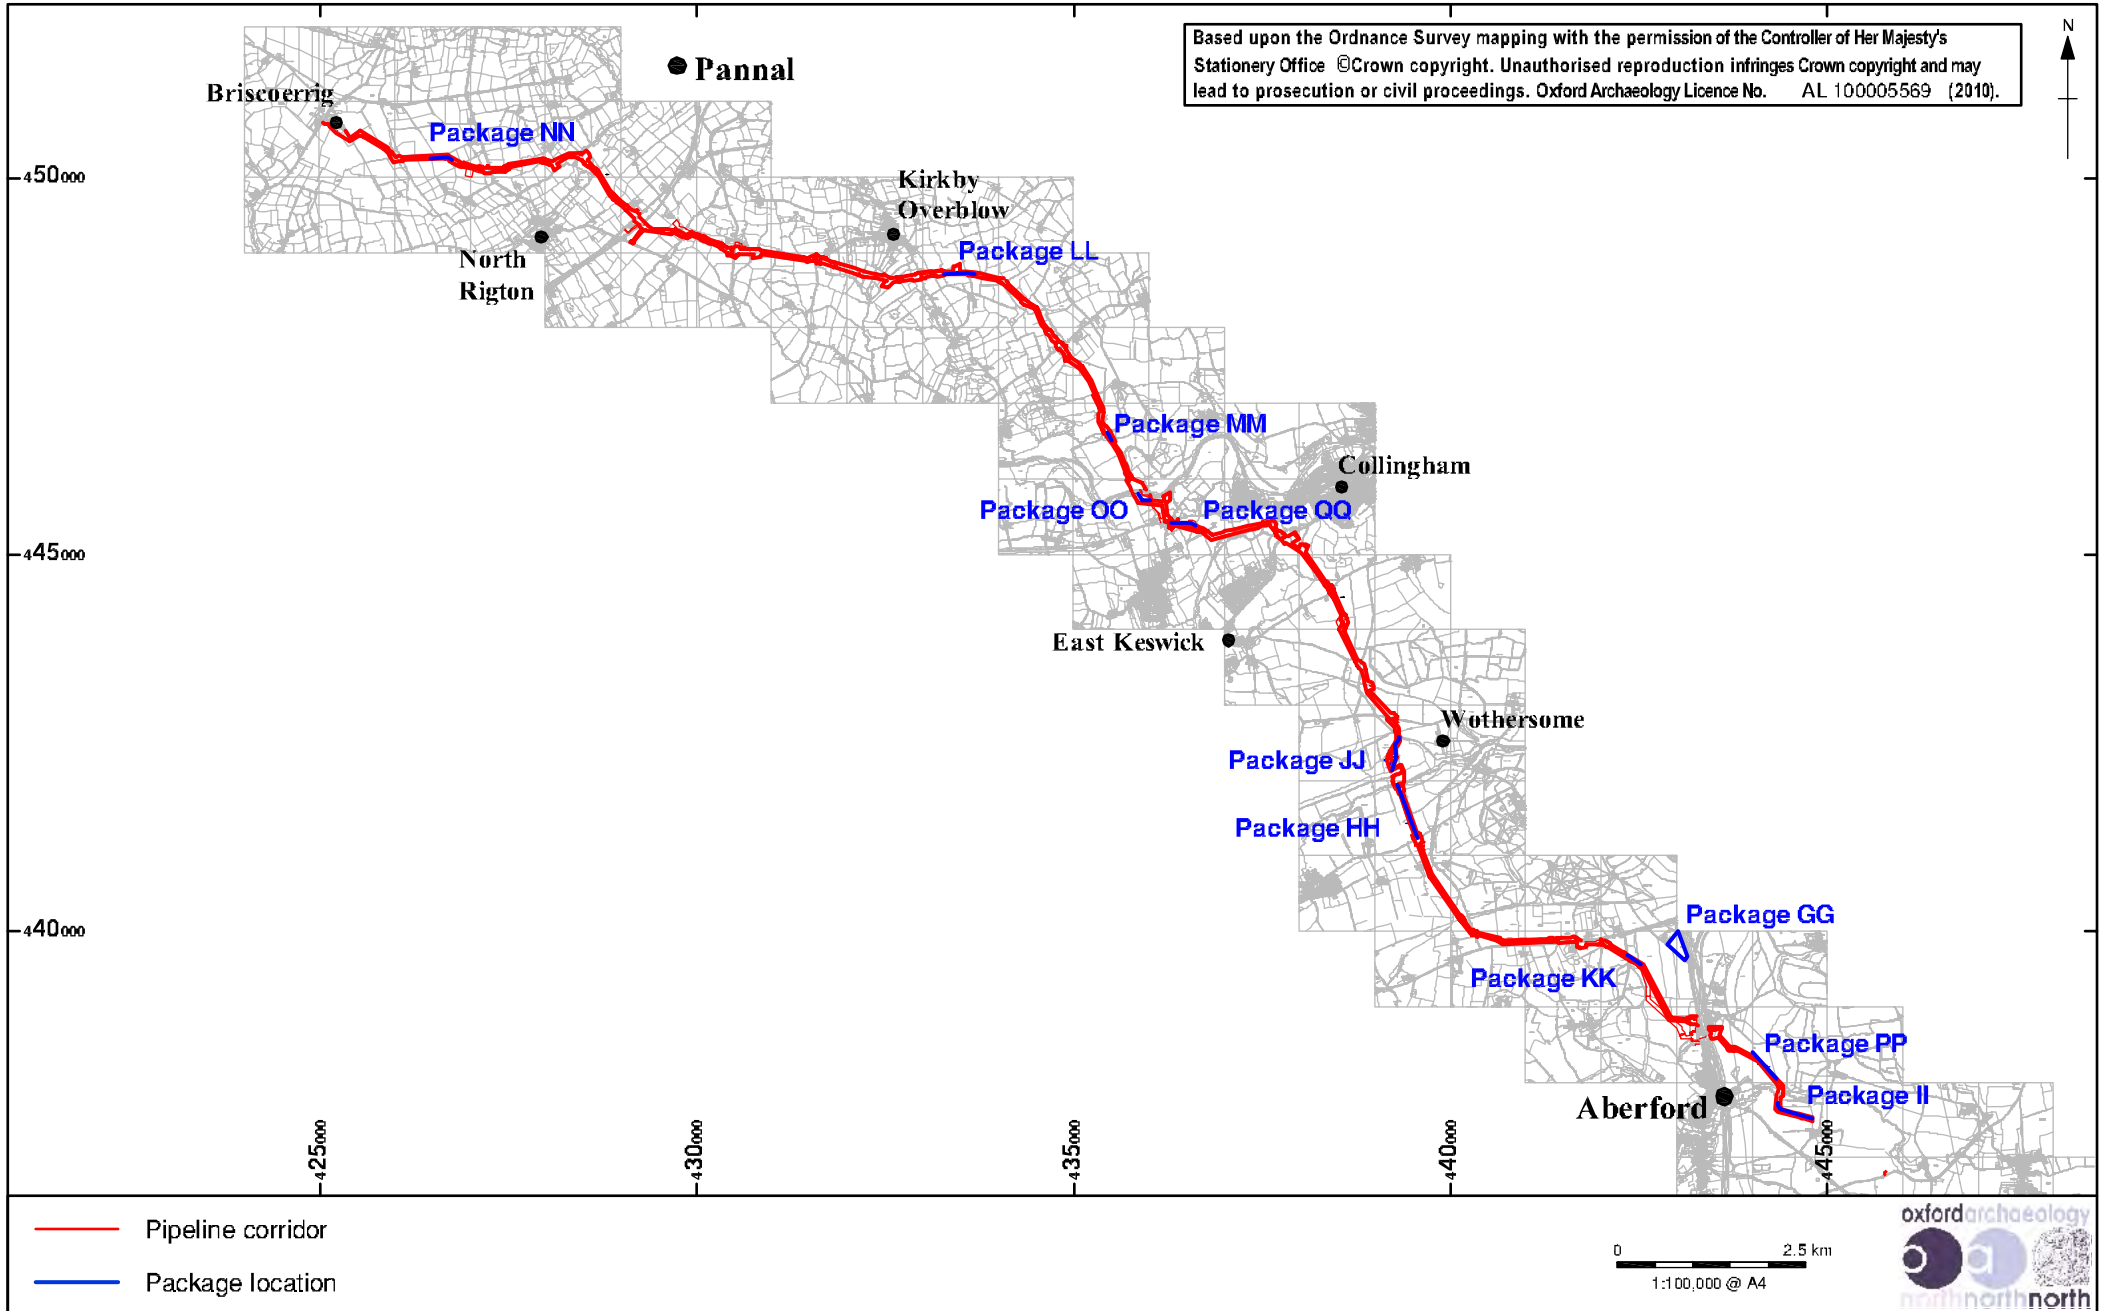 Based upon the Ordnance Survey mapping with the permission of the Controller of Her Majesty's
Stationery Office ©Crown copyright. Unauthorised reproduction infringes Crown copyright and may
lead to prosecution or civil proceedings. Oxford Archaeology Licence No. AL 100005569 (2010).
N
Pannal
Briscoerrig
Package NN
450000
Kirkby
Overblow
North
Rigton
Package LL
Package MM
Collingham
Package OO
Package QQ
445000
East Keswick
Wothersome
Package JJ
Package HH
Package GG
440000
Package KK
Package PP
Package II
Aberford
425000
430000
435000
440000
445000
Pipeline corridor
Package location
0 2.5 km
1:100,000 @ A4
oxfordarchaeology
northnorthnorth